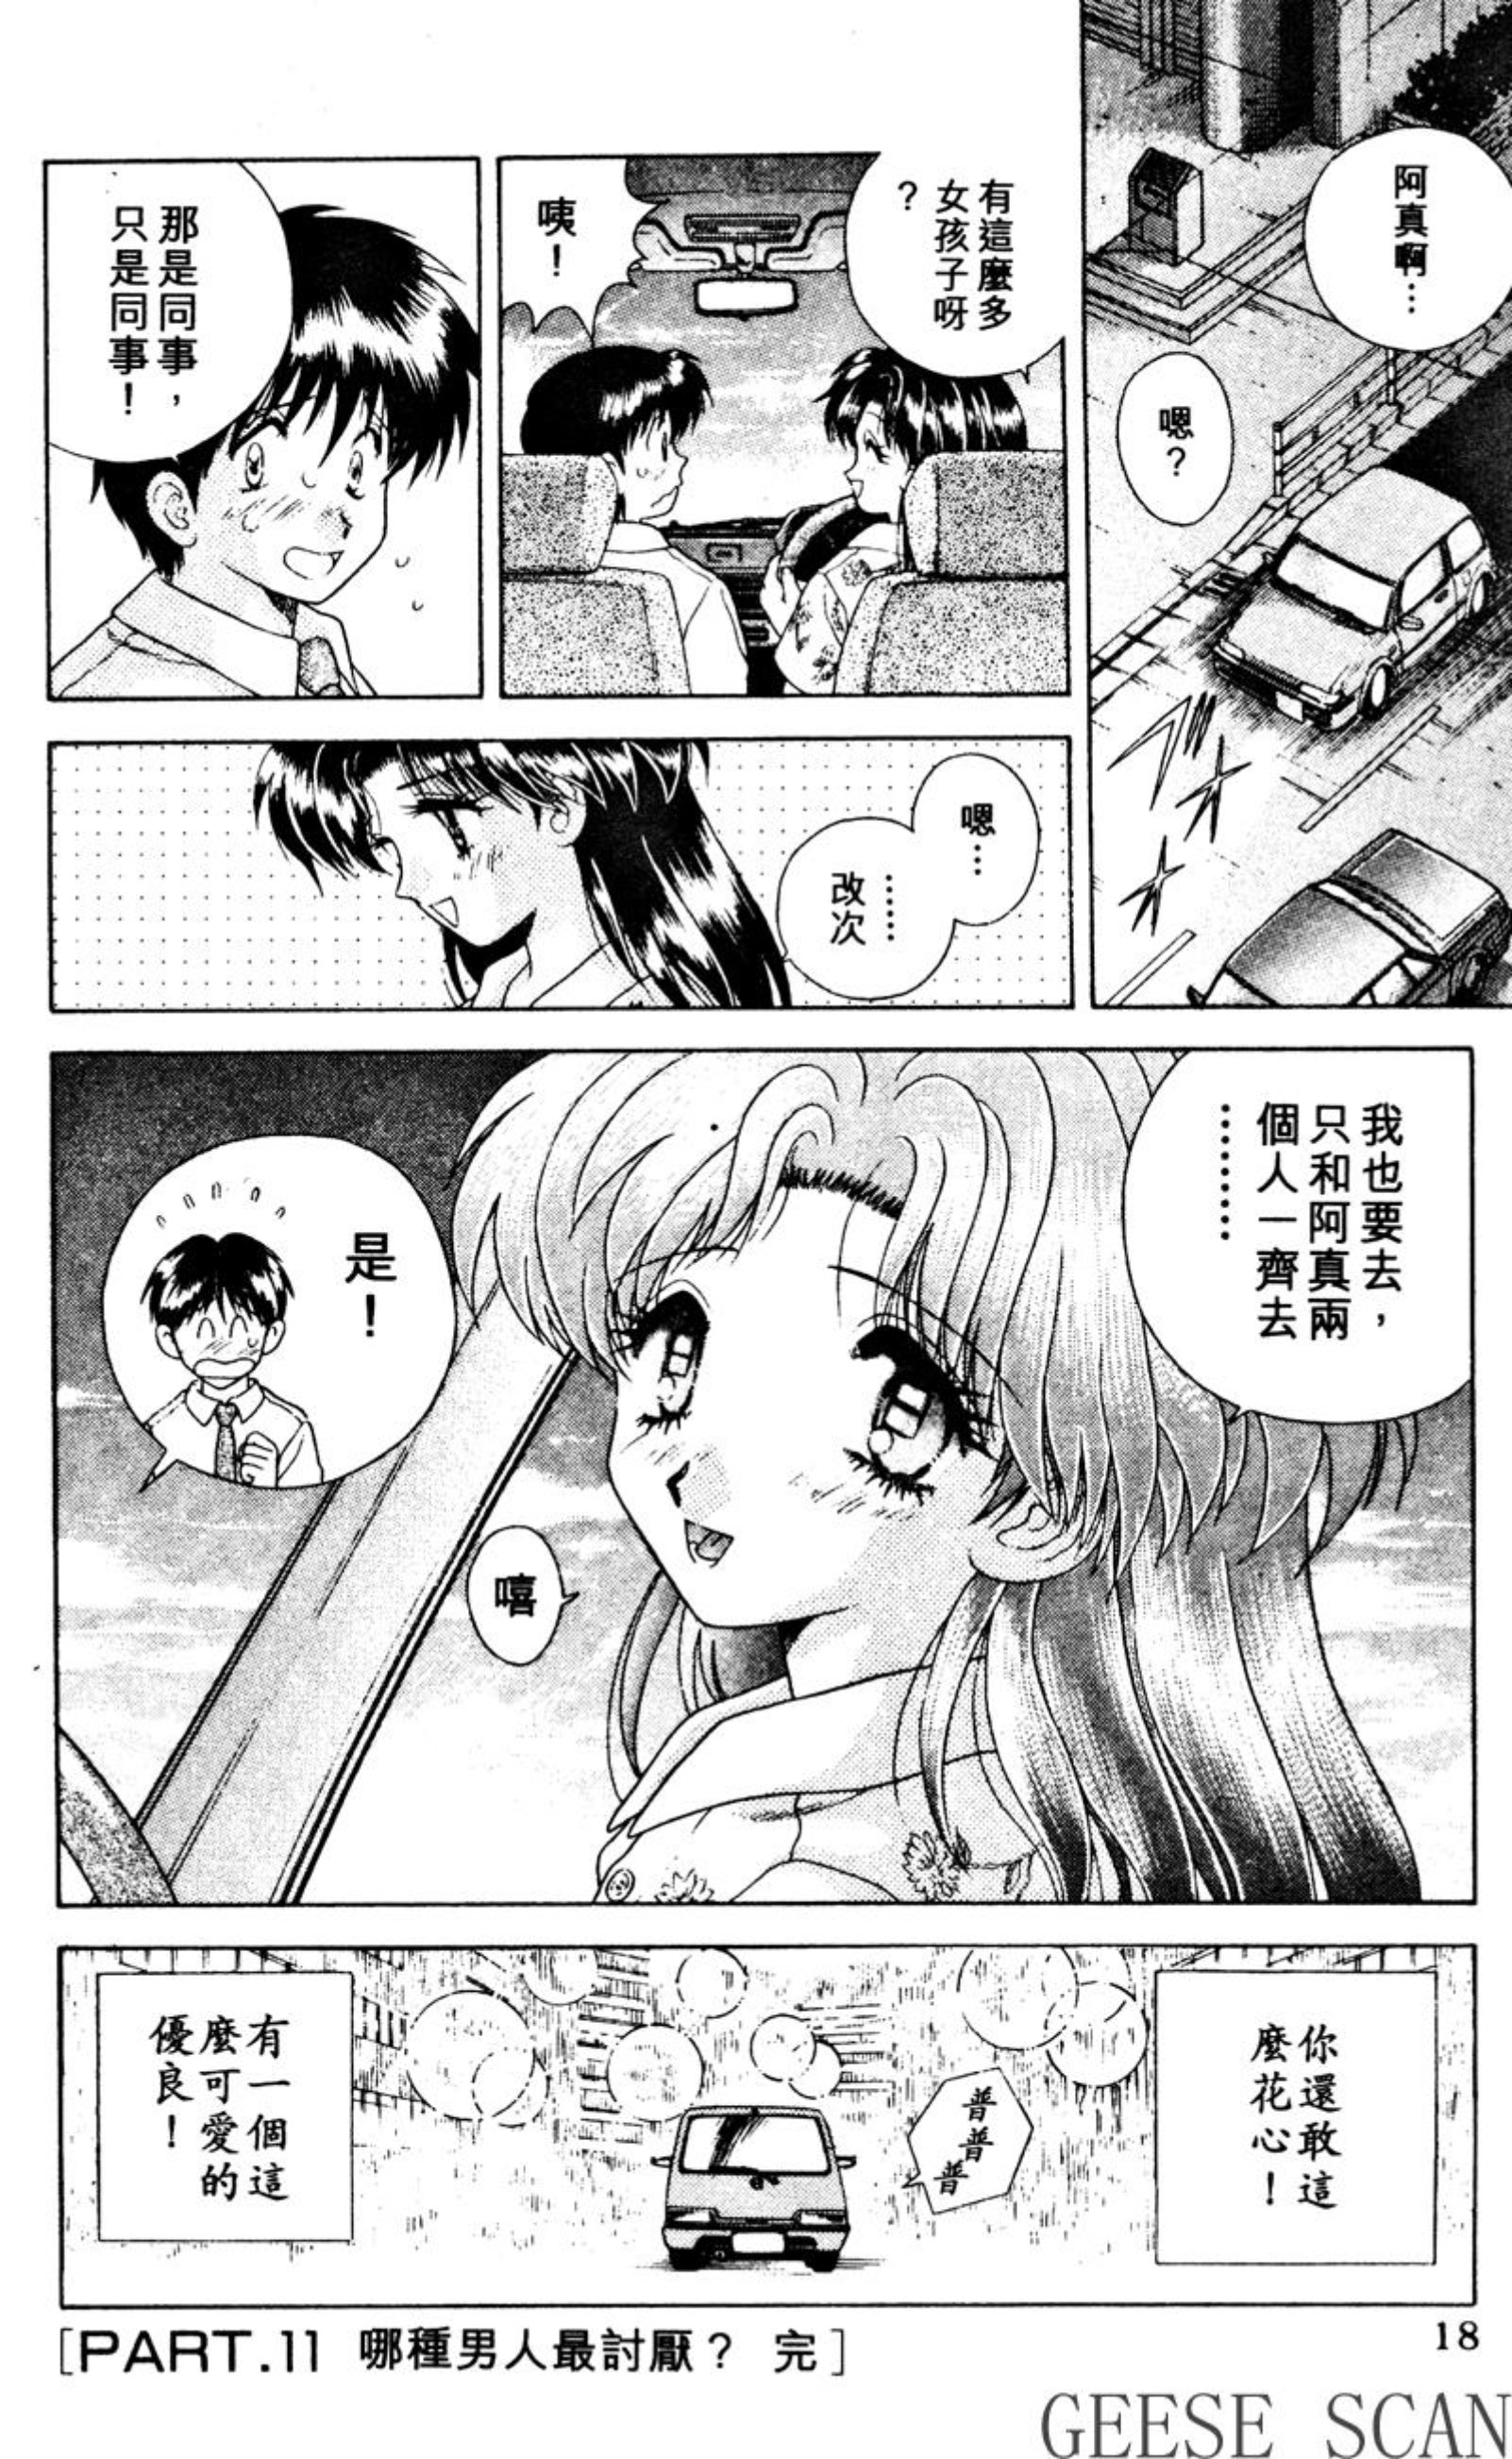 阿真啊…
嗯？
有這麼多
女孩子呀
？
咦！
那是同事，
只是同事！
嗯…
……
改次
我也要去，
只和阿真兩
個人一齊去
………
是！
嘻
你還敢這
麼花心！
普普普
有一個這
麼可愛的
優良！
[PART.11 哪種男人最討厭？ 完]
18
GEESE SCAN